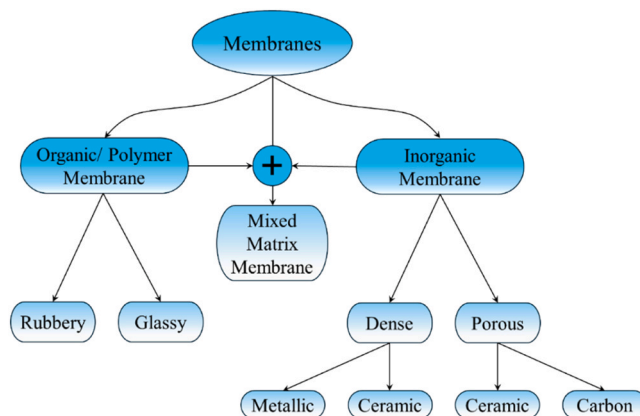 Membranes
Organic/ Polymer
Membrane
+
Inorganic
Membrane
Mixed
Matrix
Membrane
Rubbery
Glassy
Dense
Porous
Metallic
Ceramic
Ceramic
Carbon